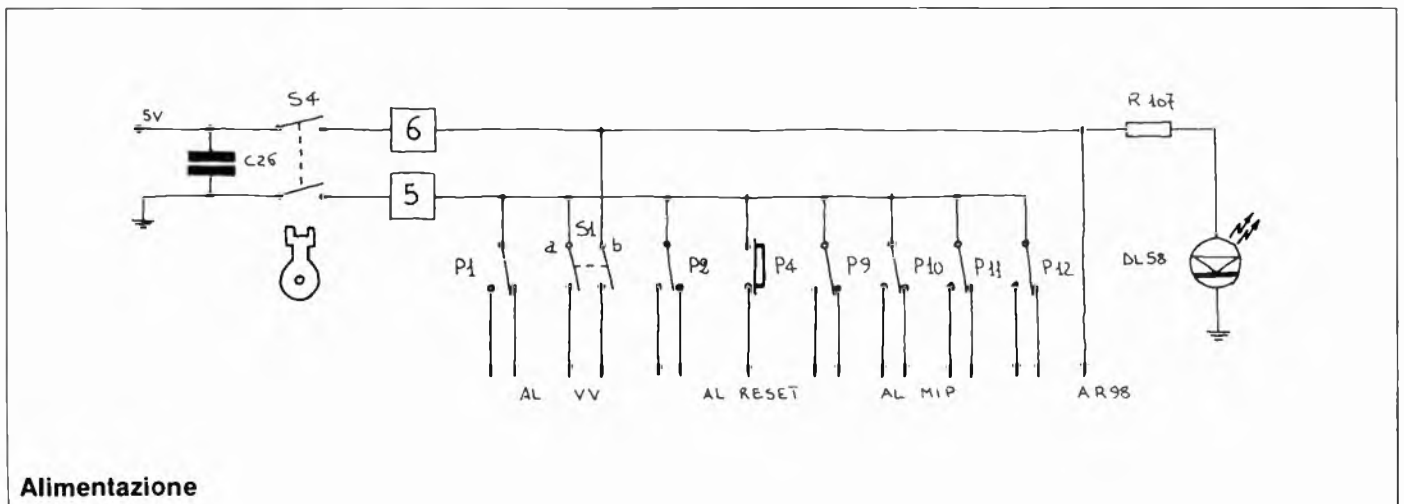 S4
R 107
5V
6
C26
5
S1
a
b
P1
P2
P4
P9
P10
P11
P12
DL58
AL VV
AL RESET
AL MIP
A R98
Alimentazione